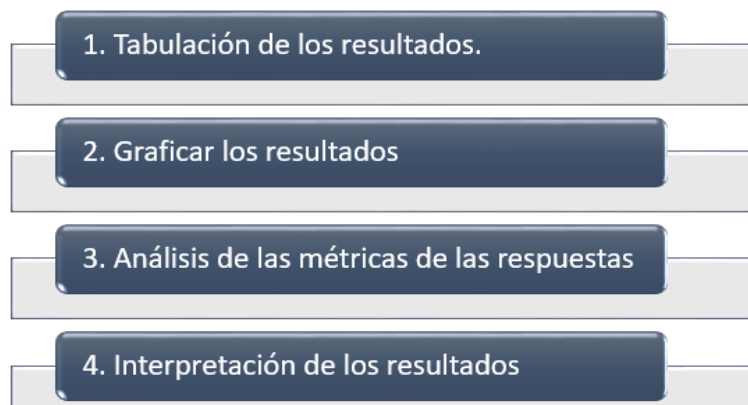 1. Tabulación de los resultados.
2. Graficar los resultados
3. Análisis de las métricas de las respuestas
4. Interpretación de los resultados